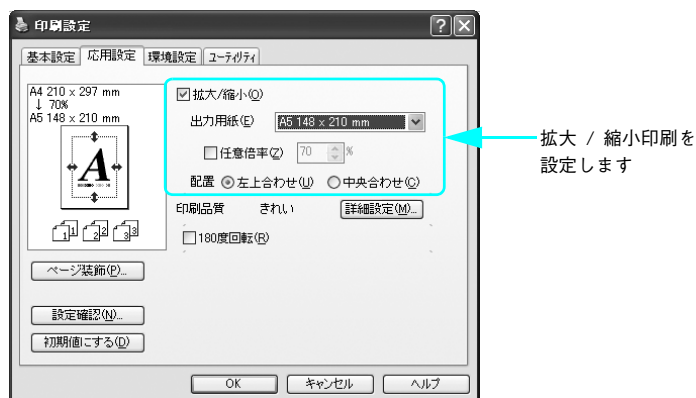 印刷設定
基本設定 応用設定 環境設定 ユーティリティ
A4 210 x 297 mm
↓ 70%
A5 148 x 210 mm
A
1 1 2 2 3 3
拡大/縮小(O)
出力用紙(E) A5 148 x 210 mm
任意倍率(Z) 70 %
配置 左上合わせ(U) 中央合わせ(C)
印刷品質 きれい 詳細設定(M)...
180度回転(R)
ページ装飾(P)...
設定確認(N)...
初期値にする(D)
OK キャンセル ヘルプ
拡大 / 縮小印刷を
設定します